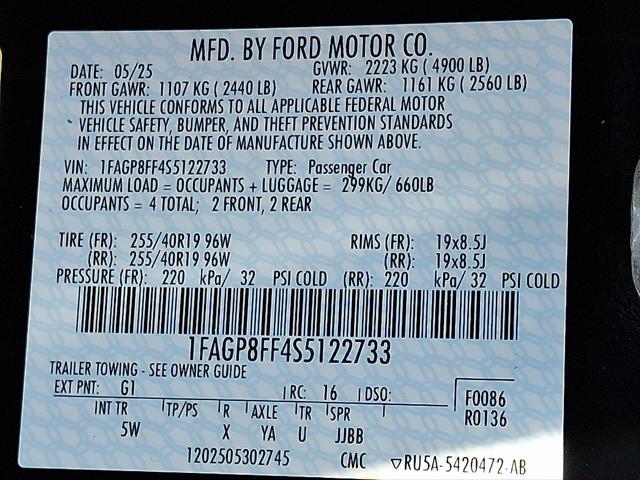 MFD. BY FORD MOTOR CO.
DATE: 05/25 GVWR: 2223 KG ( 4900 LB)
FRONT GAWR: 1107 KG ( 2440 LB) REAR GAWR: 1161 KG ( 2560 LB)
THIS VEHICLE CONFORMS TO ALL APPLICABLE FEDERAL MOTOR
VEHICLE SAFETY, BUMPER, AND THEFT PREVENTION STANDARDS
IN EFFECT ON THE DATE OF MANUFACTURE SHOWN ABOVE.
VIN: 1FAGP8FF4S5122733 TYPE: Passenger Car
MAXIMUM LOAD = OCCUPANTS + LUGGAGE = 299KG/ 660LB
OCCUPANTS = 4 TOTAL; 2 FRONT, 2 REAR
TIRE (FR): 255/40R19 96W RIMS (FR): 19x8.5J
(RR): 255/40R19 96W (RR): 19x8.5J
PRESSURE (FR): 220 kPa/ 32 PSI COLD (RR): 220 kPa/ 32 PSI COLD
1FAGP8FF4S5122733
TRAILER TOWING - SEE OWNER GUIDE
EXT PNT: G1 RC: 16 DSO: F0086
INT TR TP/PS R AXLE TR SPR R0136
5W X YA U JJBB
1202505302745 CMC ▽RU5A-5420472-AB